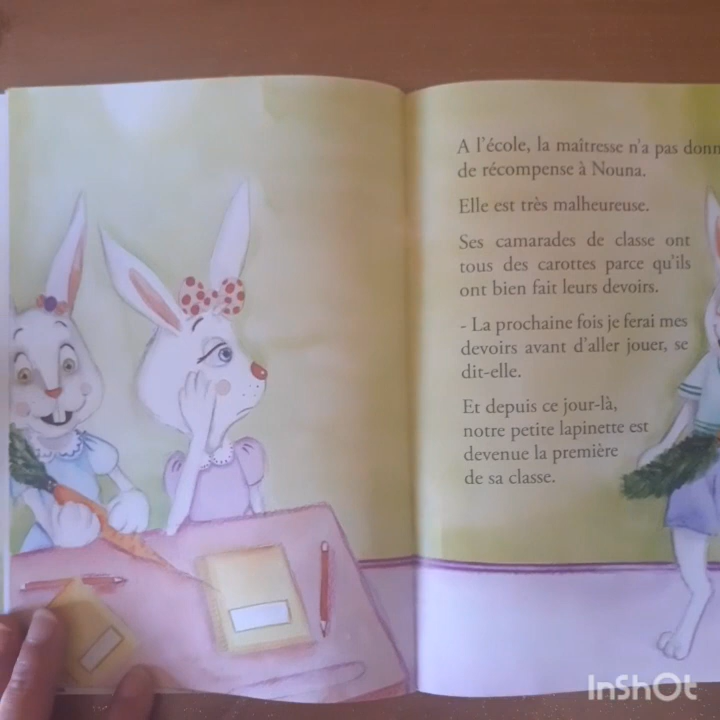 A l'école, la maîtresse n'a pas
de récompense à Nouna.
Elle est très malheureuse.
Ses camarades de classe ont
tous des carottes parce qu'ils
ont bien fait leurs devoirs.
- La prochaine fois je ferai mes
devoirs avant d'aller jouer, se
dit-elle.
Et depuis ce jour-là,
notre petite lapinette est
devenue la première
de sa classe.
InShOt